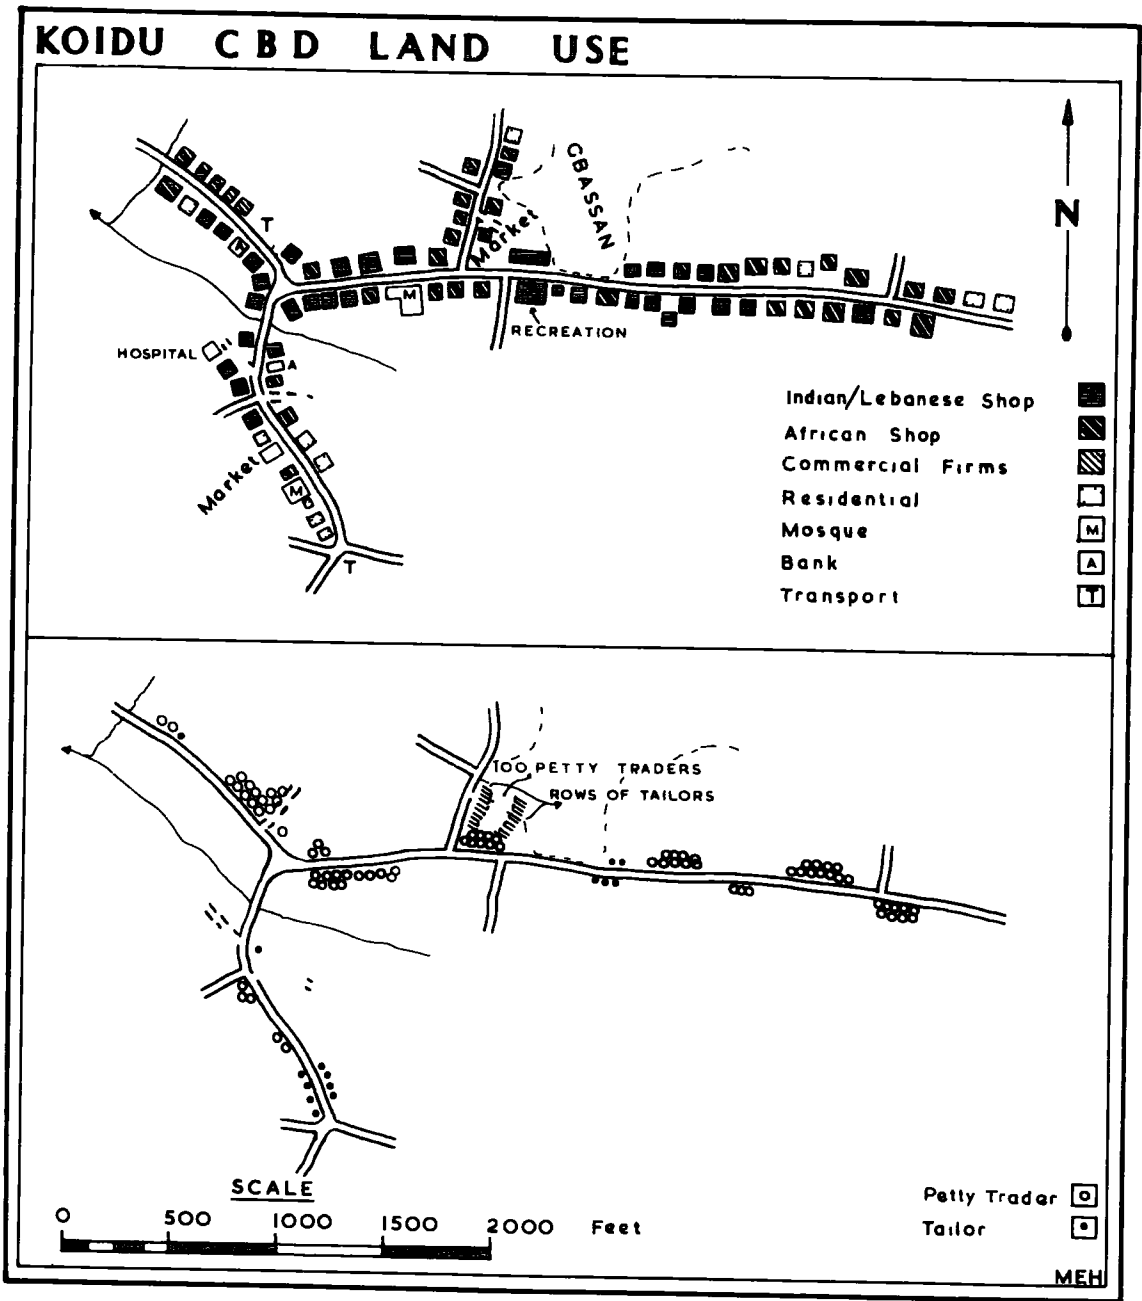 KOIDU CBD LAND USE
GBASSAN
T
Market
N
M
RECREATION
HOSPITAL
A
Market
M
T
Indian/Lebanese Shop
African Shop
Commercial Firms
Residential
Mosque M
Bank A
Transport T
100 PETTY TRADERS
ROWS OF TAILORS
SCALE
0 500 1000 1500 2000 Feet
Petty Trader
Tailor
MEH